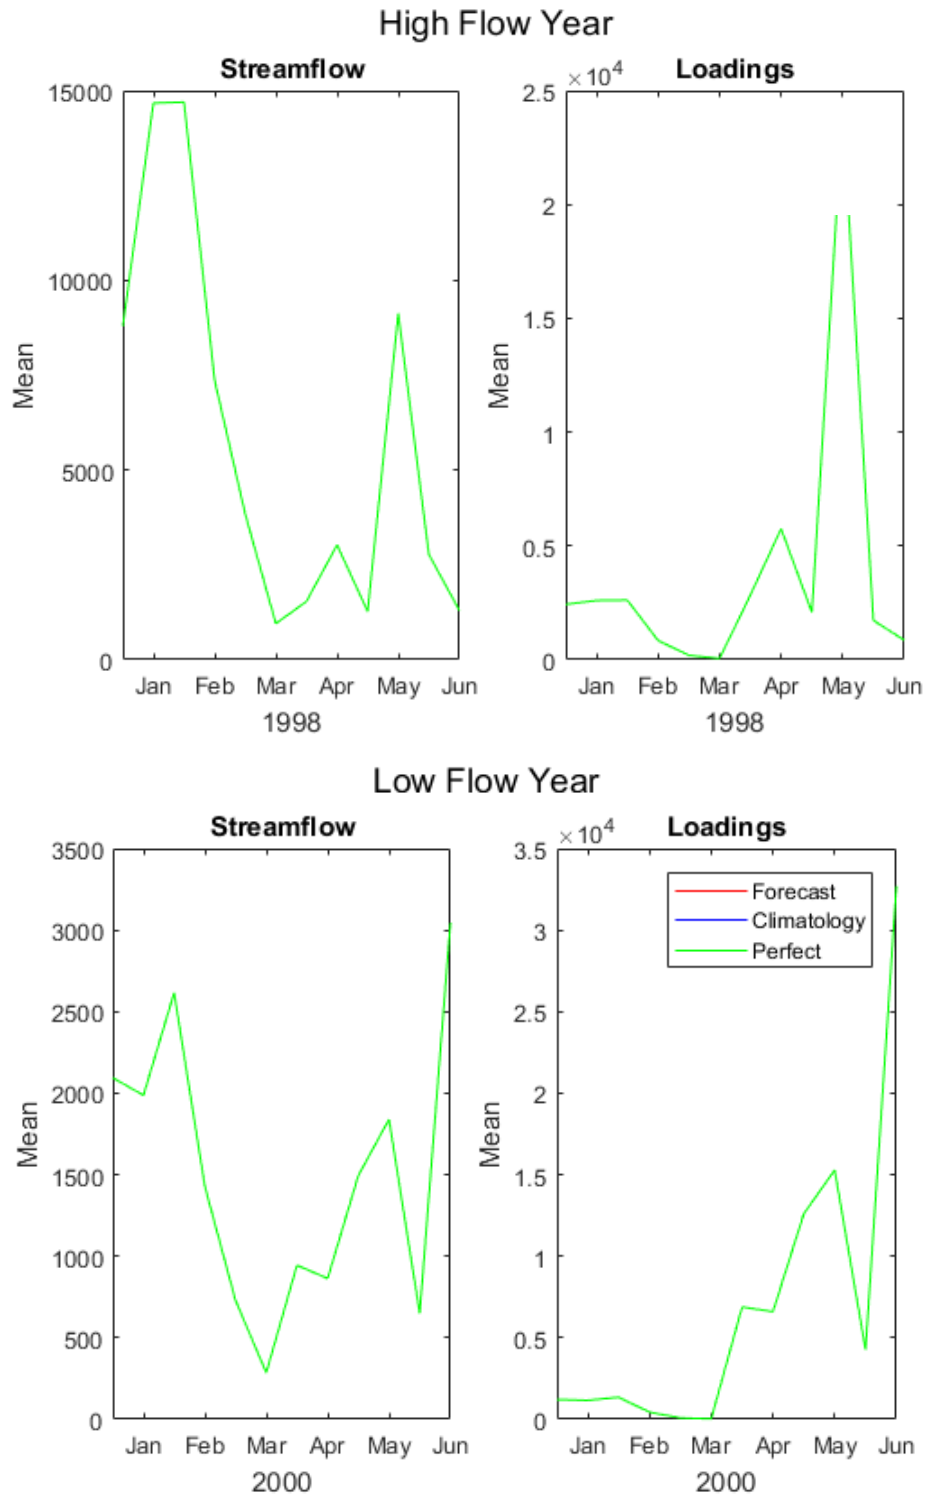 High Flow Year
Streamflow
Loadings
×10⁴
15000
10000
5000
0
Mean
Jan Feb Mar Apr May Jun
1998
2.5
2
1.5
1
0.5
0
Mean
Jan Feb Mar Apr May Jun
1998
Low Flow Year
Streamflow
Loadings
×10⁴
3500
3000
2500
2000
1500
1000
500
0
Mean
Jan Feb Mar Apr May Jun
2000
3.5
3
2.5
2
1.5
1
0.5
0
Mean
Forecast
Climatology
Perfect
Jan Feb Mar Apr May Jun
2000